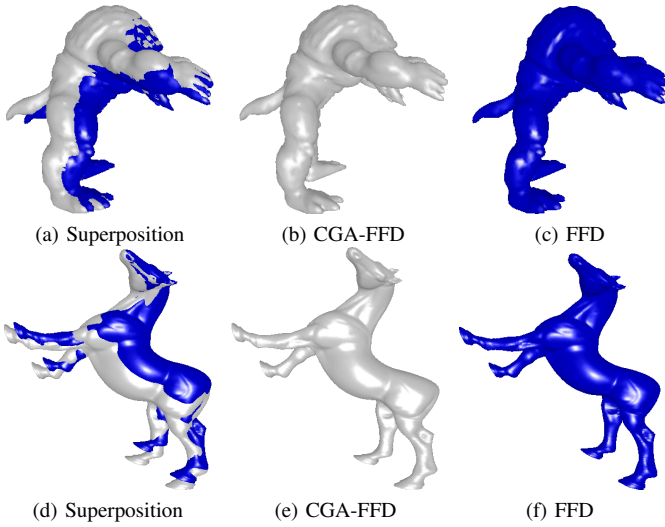 (a) Superposition
(b) CGA-FFD
(c) FFD
(d) Superposition
(e) CGA-FFD
(f) FFD